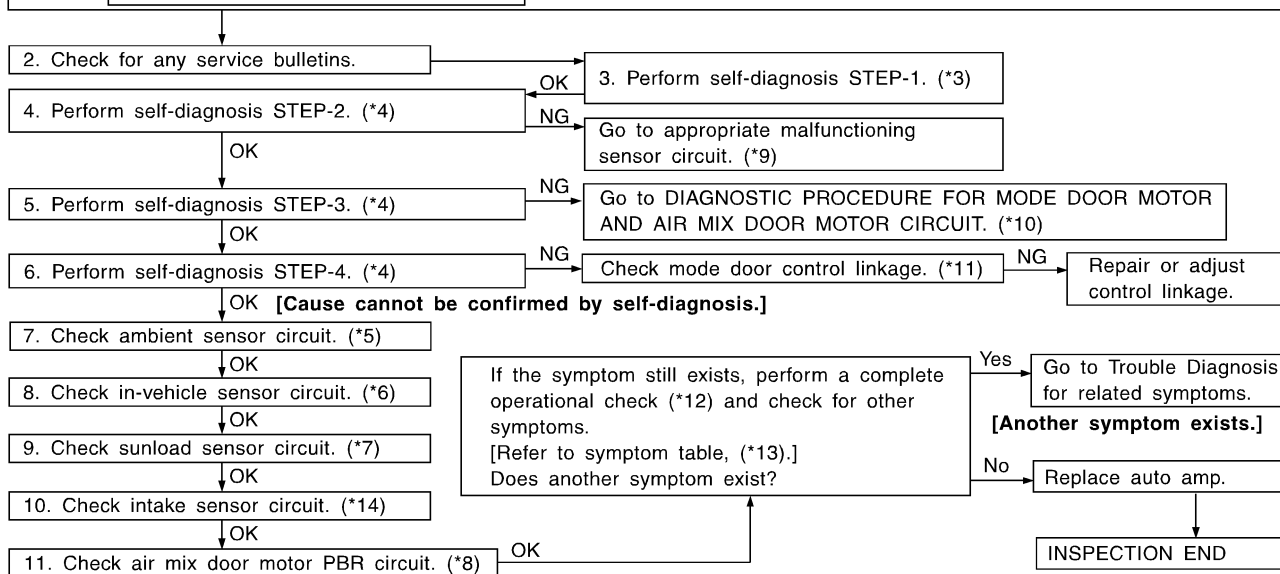 2. Check for any service bulletins.
3. Perform self-diagnosis STEP-1. (*3)
OK
4. Perform self-diagnosis STEP-2. (*4)
NG
Go to appropriate malfunctioning
sensor circuit. (*9)
OK
5. Perform self-diagnosis STEP-3. (*4)
NG
Go to DIAGNOSTIC PROCEDURE FOR MODE DOOR MOTOR
AND AIR MIX DOOR MOTOR CIRCUIT. (*10)
OK
6. Perform self-diagnosis STEP-4. (*4)
NG
Check mode door control linkage. (*11)
NG
Repair or adjust
control linkage.
OK
[Cause cannot be confirmed by self-diagnosis.]
7. Check ambient sensor circuit. (*5)
OK
8. Check in-vehicle sensor circuit. (*6)
OK
9. Check sunload sensor circuit. (*7)
OK
10. Check intake sensor circuit. (*14)
OK
11. Check air mix door motor PBR circuit. (*8)
OK
If the symptom still exists, perform a complete
operational check (*12) and check for other
symptoms.
[Refer to symptom table, (*13).]
Does another symptom exist?
Yes
Go to Trouble Diagnosis
for related symptoms.
[Another symptom exists.]
No
Replace auto amp.
INSPECTION END